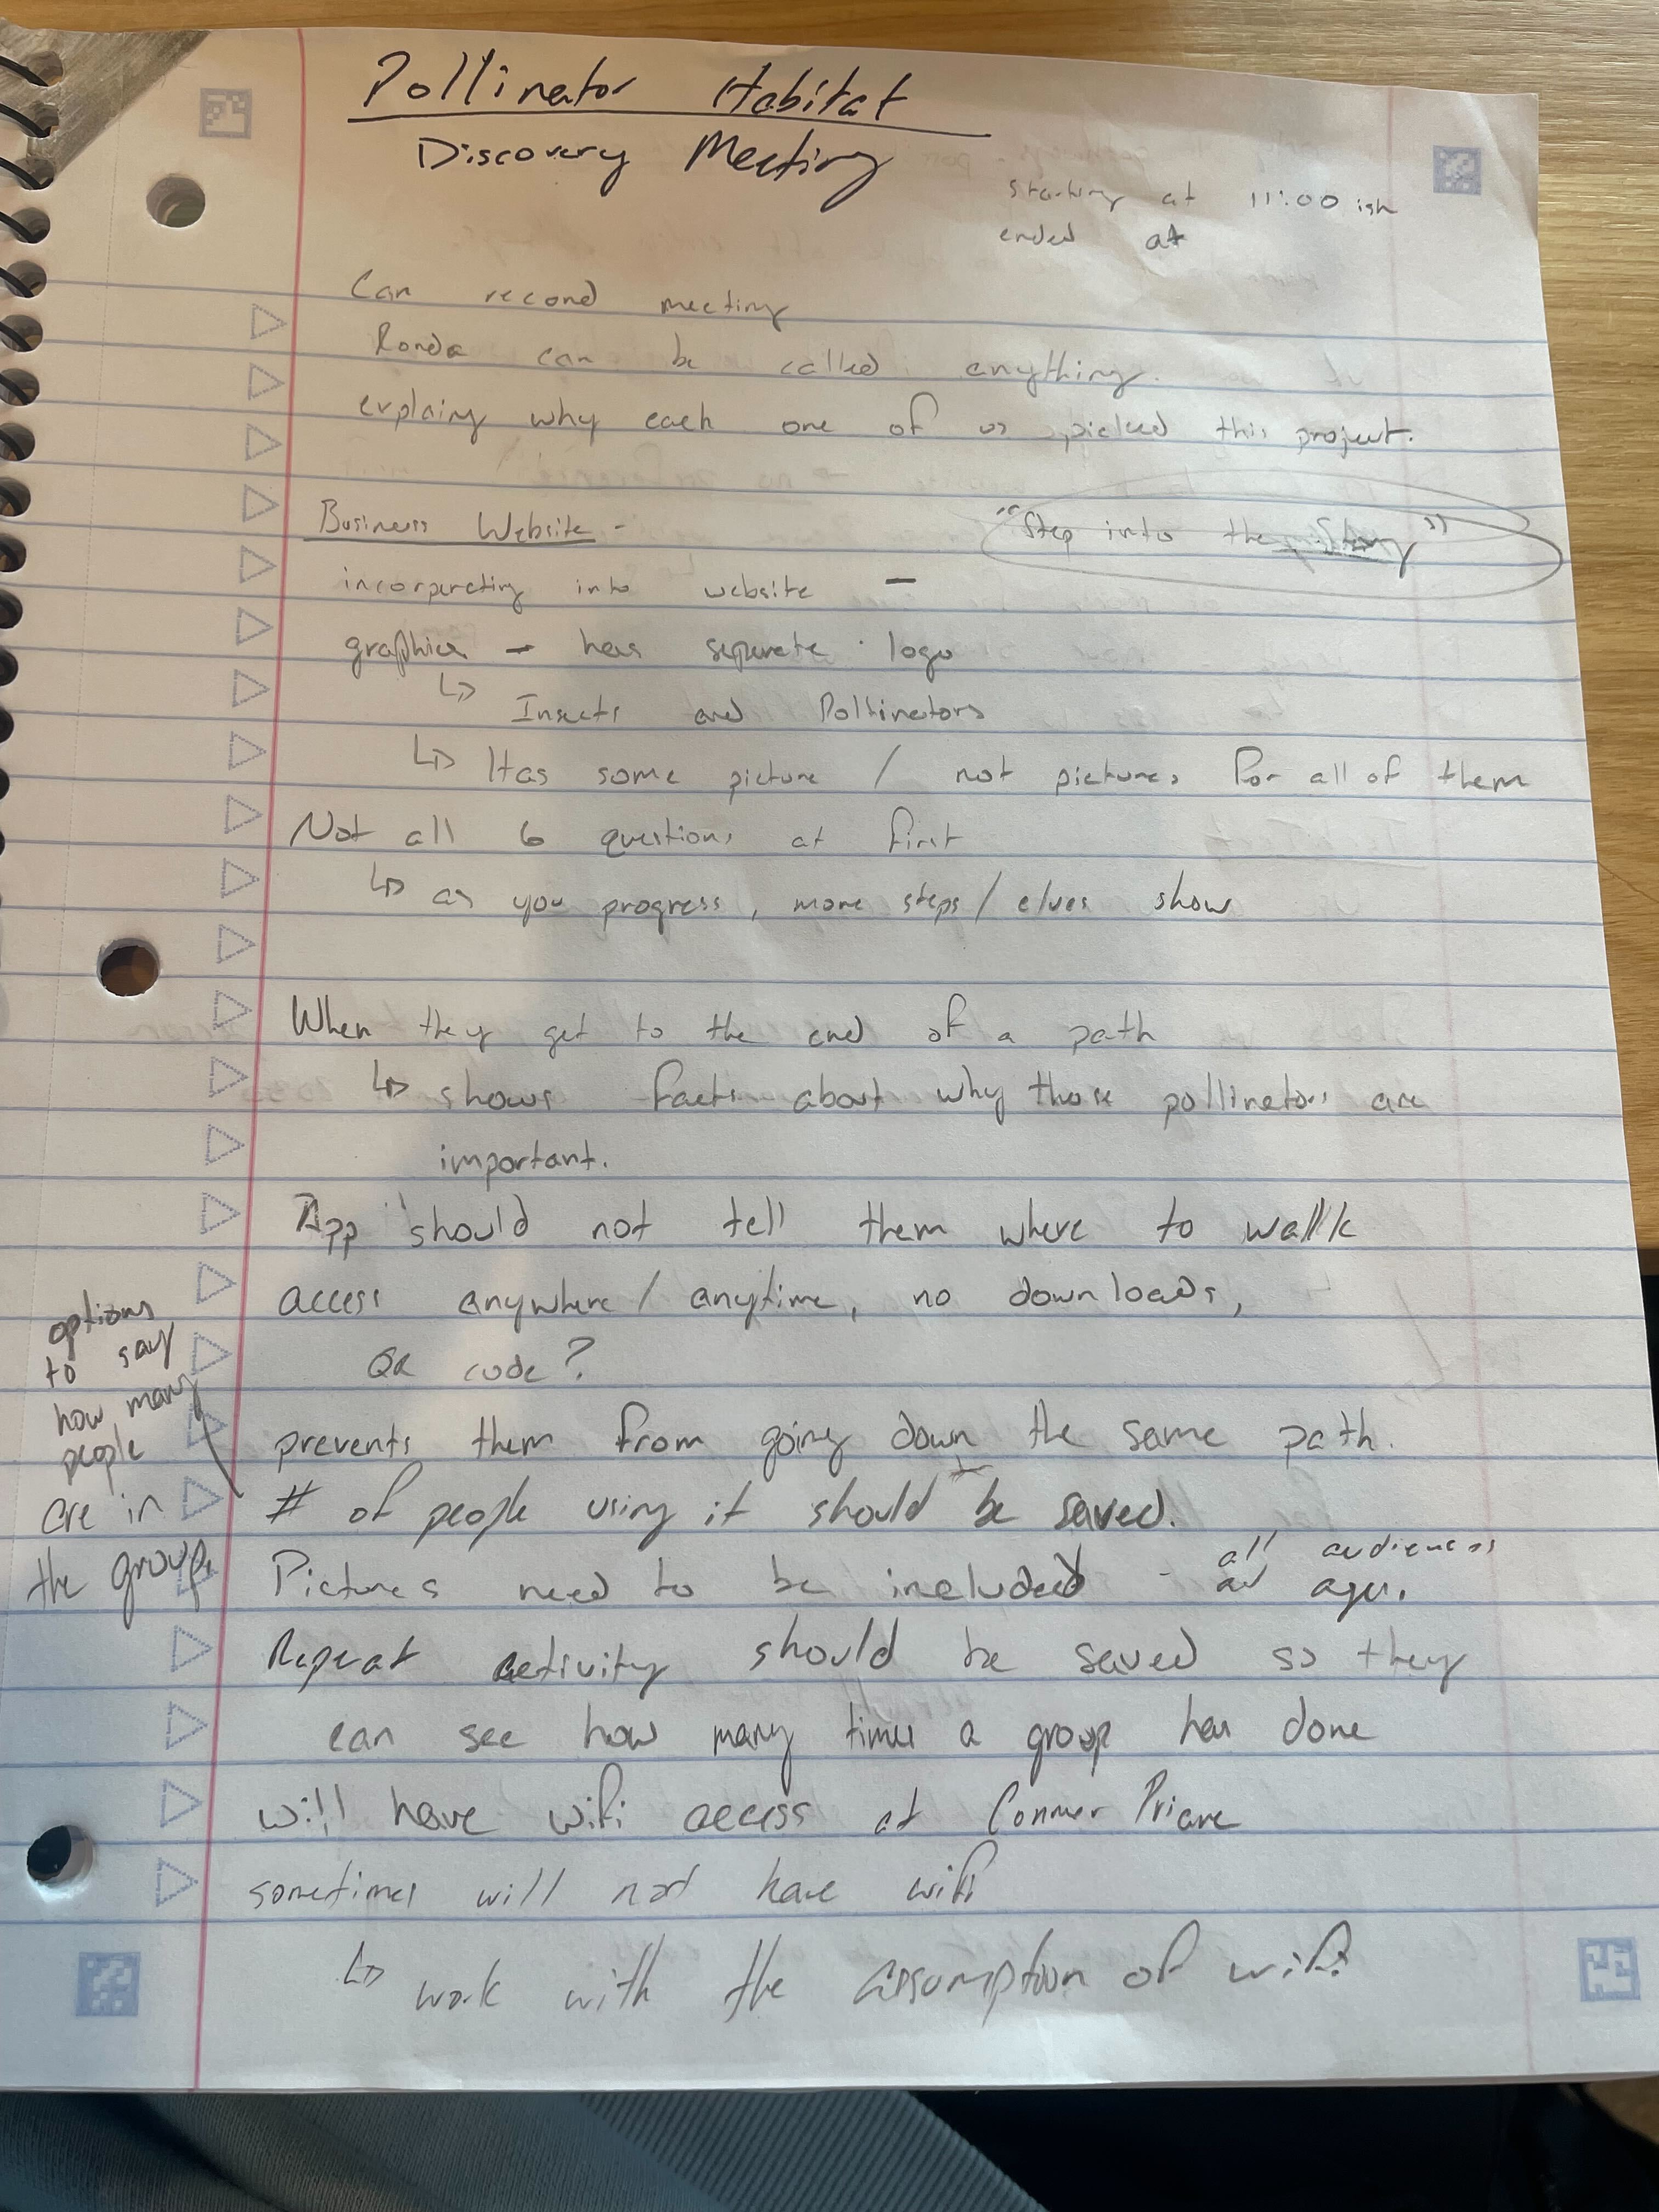 Pollinator Habitat
Discovery Meeting
starting at 11:00 ish
ended at
Can record meeting
Ronda can be called anything.
explaing why each one of us picked this project.
Business Website -
"Step into the Story"
incorporating into website —
graphics - has separate logo
↳ Insects and Pollinators
↳ Has some picture / not pictures for all of them
Not all 6 questions at first
↳ as you progress, more steps / clues show
When they get to the end of a path
↳ shows facts about why those pollinators are
important.
App should not tell them where to wallk
access anywhere / anytime, no downloads,
QR code?
prevents them from going down the same path.
# of people using it should be saved.
options
to say
how many
people
are in
the group.
Pictures need to be included - all audiences
ages.
Repeat activity should be saved so they
can see how many times a group has done
will have wifi access at Conner Priare
sometimes will not have wifi
↳ work with the assumption of wifi